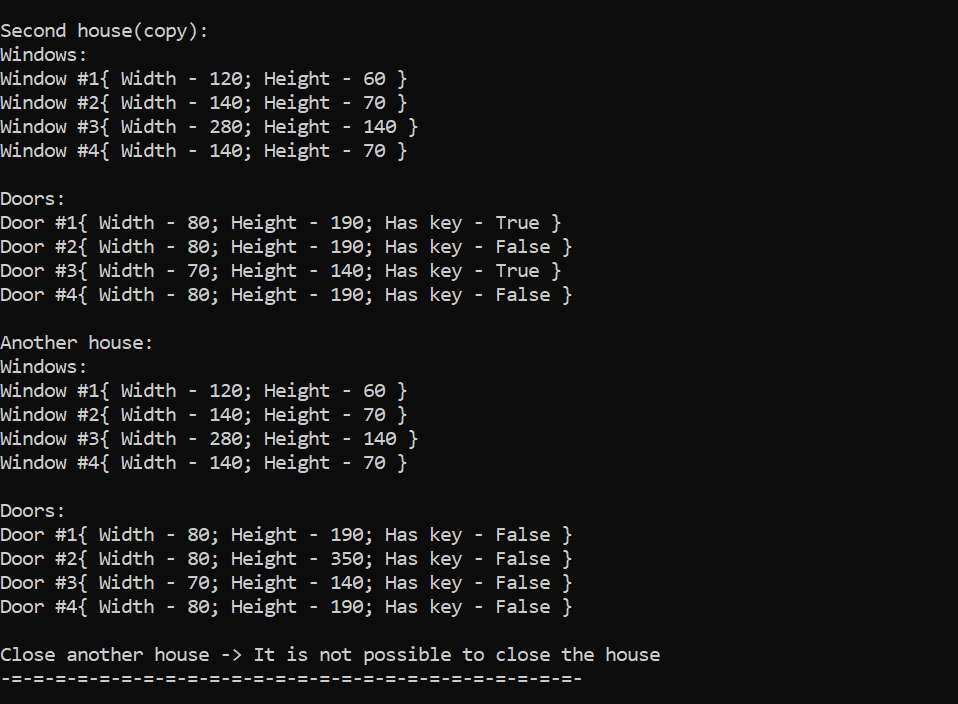 Second house(copy):
Windows:
Window #1{ Width - 120; Height - 60 }
Window #2{ Width - 140; Height - 70 }
Window #3{ Width - 280; Height - 140 }
Window #4{ Width - 140; Height - 70 }
Doors:
Door #1{ Width - 80; Height - 190; Has key - True }
Door #2{ Width - 80; Height - 190; Has key - False }
Door #3{ Width - 70; Height - 140; Has key - True }
Door #4{ Width - 80; Height - 190; Has key - False }
Another house:
Windows:
Window #1{ Width - 120; Height - 60 }
Window #2{ Width - 140; Height - 70 }
Window #3{ Width - 280; Height - 140 }
Window #4{ Width - 140; Height - 70 }
Doors:
Door #1{ Width - 80; Height - 190; Has key - False }
Door #2{ Width - 80; Height - 350; Has key - False }
Door #3{ Width - 70; Height - 140; Has key - False }
Door #4{ Width - 80; Height - 190; Has key - False }
Close another house -> It is not possible to close the house
-=-=-=-=-=-=-=-=-=-=-=-=-=-=-=-=-=-=-=-=-=-=-=-=-=-=-